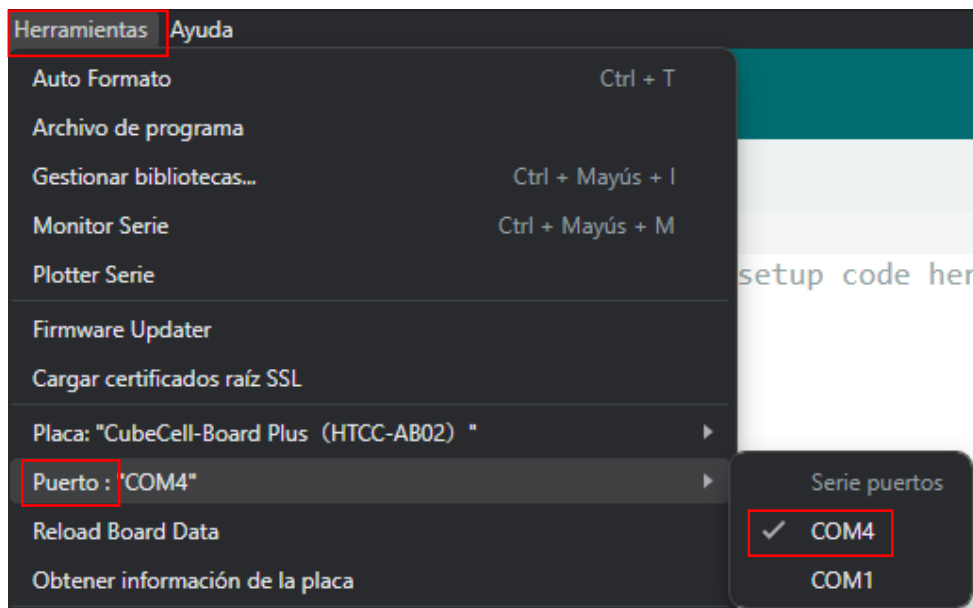 Herramientas Ayuda
Auto Formato Ctrl + T
Archivo de programa
Gestionar bibliotecas... Ctrl + Mayús + I
Monitor Serie Ctrl + Mayús + M
Plotter Serie
setup code her
Firmware Updater
Cargar certificados raíz SSL
Placa: "CubeCell-Board Plus（HTCC-AB02）"
Puerto : "COM4"
Serie puertos
Reload Board Data
COM4
Obtener información de la placa
COM1